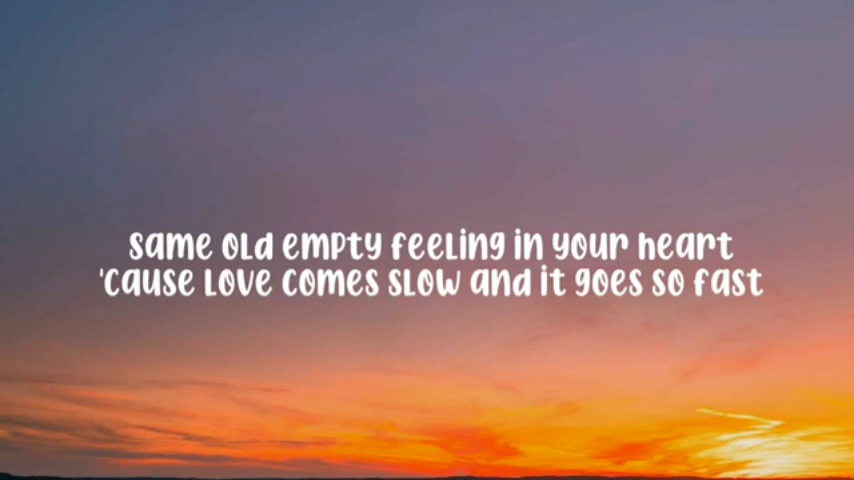 same old empty feeling in your heart
'cause love comes slow and it goes so fast